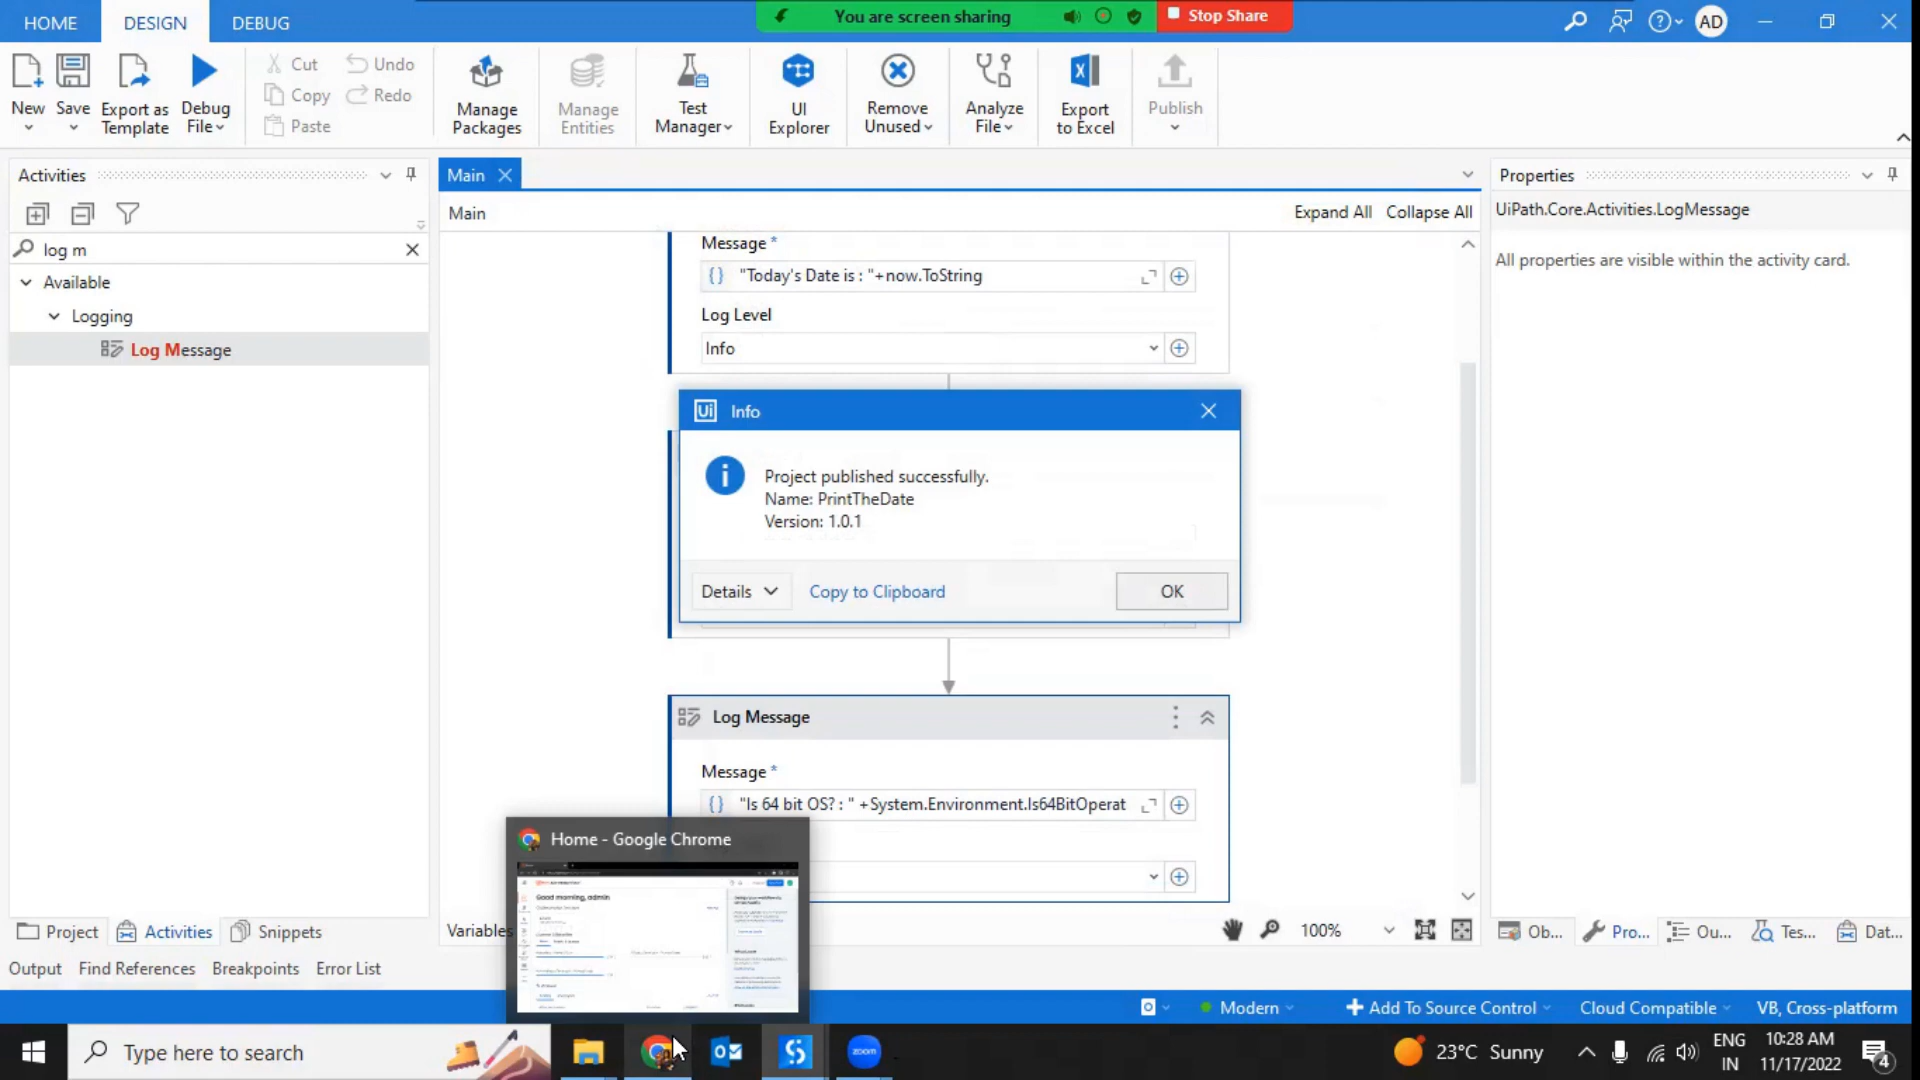 HOME DESIGN DEBUG
You are screen sharing
Stop Share
AD
New
Save
Export as
Template
Debug
File
Cut
Copy
Paste
Undo
Redo
Manage
Packages
Manage
Entities
Test
Manager
UI
Explorer
Remove
Unused
Analyze
File
Export
to Excel
Publish
Activities
log m
Available
Logging
Log Message
Main
Main
Expand All Collapse All
Message *
"Today's Date is : "+now.ToString
Log Level
Info
Ui Info
Project published successfully.
Name: PrintTheDate
Version: 1.0.1
Details
Copy to Clipboard
OK
Log Message
Message *
"Is 64 bit OS? : " +System.Environment.Is64BitOperat
Home - Google Chrome
Good morning, admin
Properties
UiPath.Core.Activities.LogMessage
All properties are visible within the activity card.
Project Activities Snippets
Variables
100%
Ob... Pro... Ou... Tes... Dat...
Output Find References Breakpoints Error List
Modern
Add To Source Control
Cloud Compatible
VB, Cross-platform
Type here to search
zoom
23°C Sunny
ENG
IN
10:28 AM
11/17/2022
4